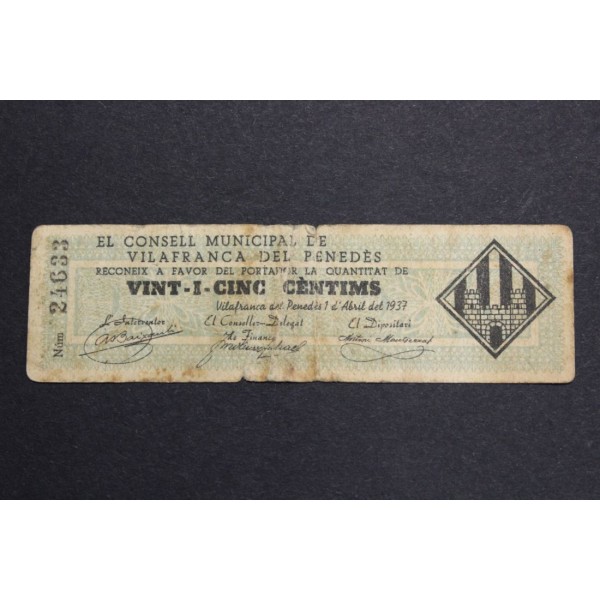 EL CONSELL MUNICIPAL DE
VILAFRANCA DEL PENEDÈS
RECONEIX A FAVOR DEL PORTADOR LA QUANTITAT DE
VINT-I-CINC CÈNTIMS
Vilafranca del Penedès 1 d'Abril del 1937
L'Interventor
El Conseller-Delegat
de Finances
El Dipositari
Núm 24633